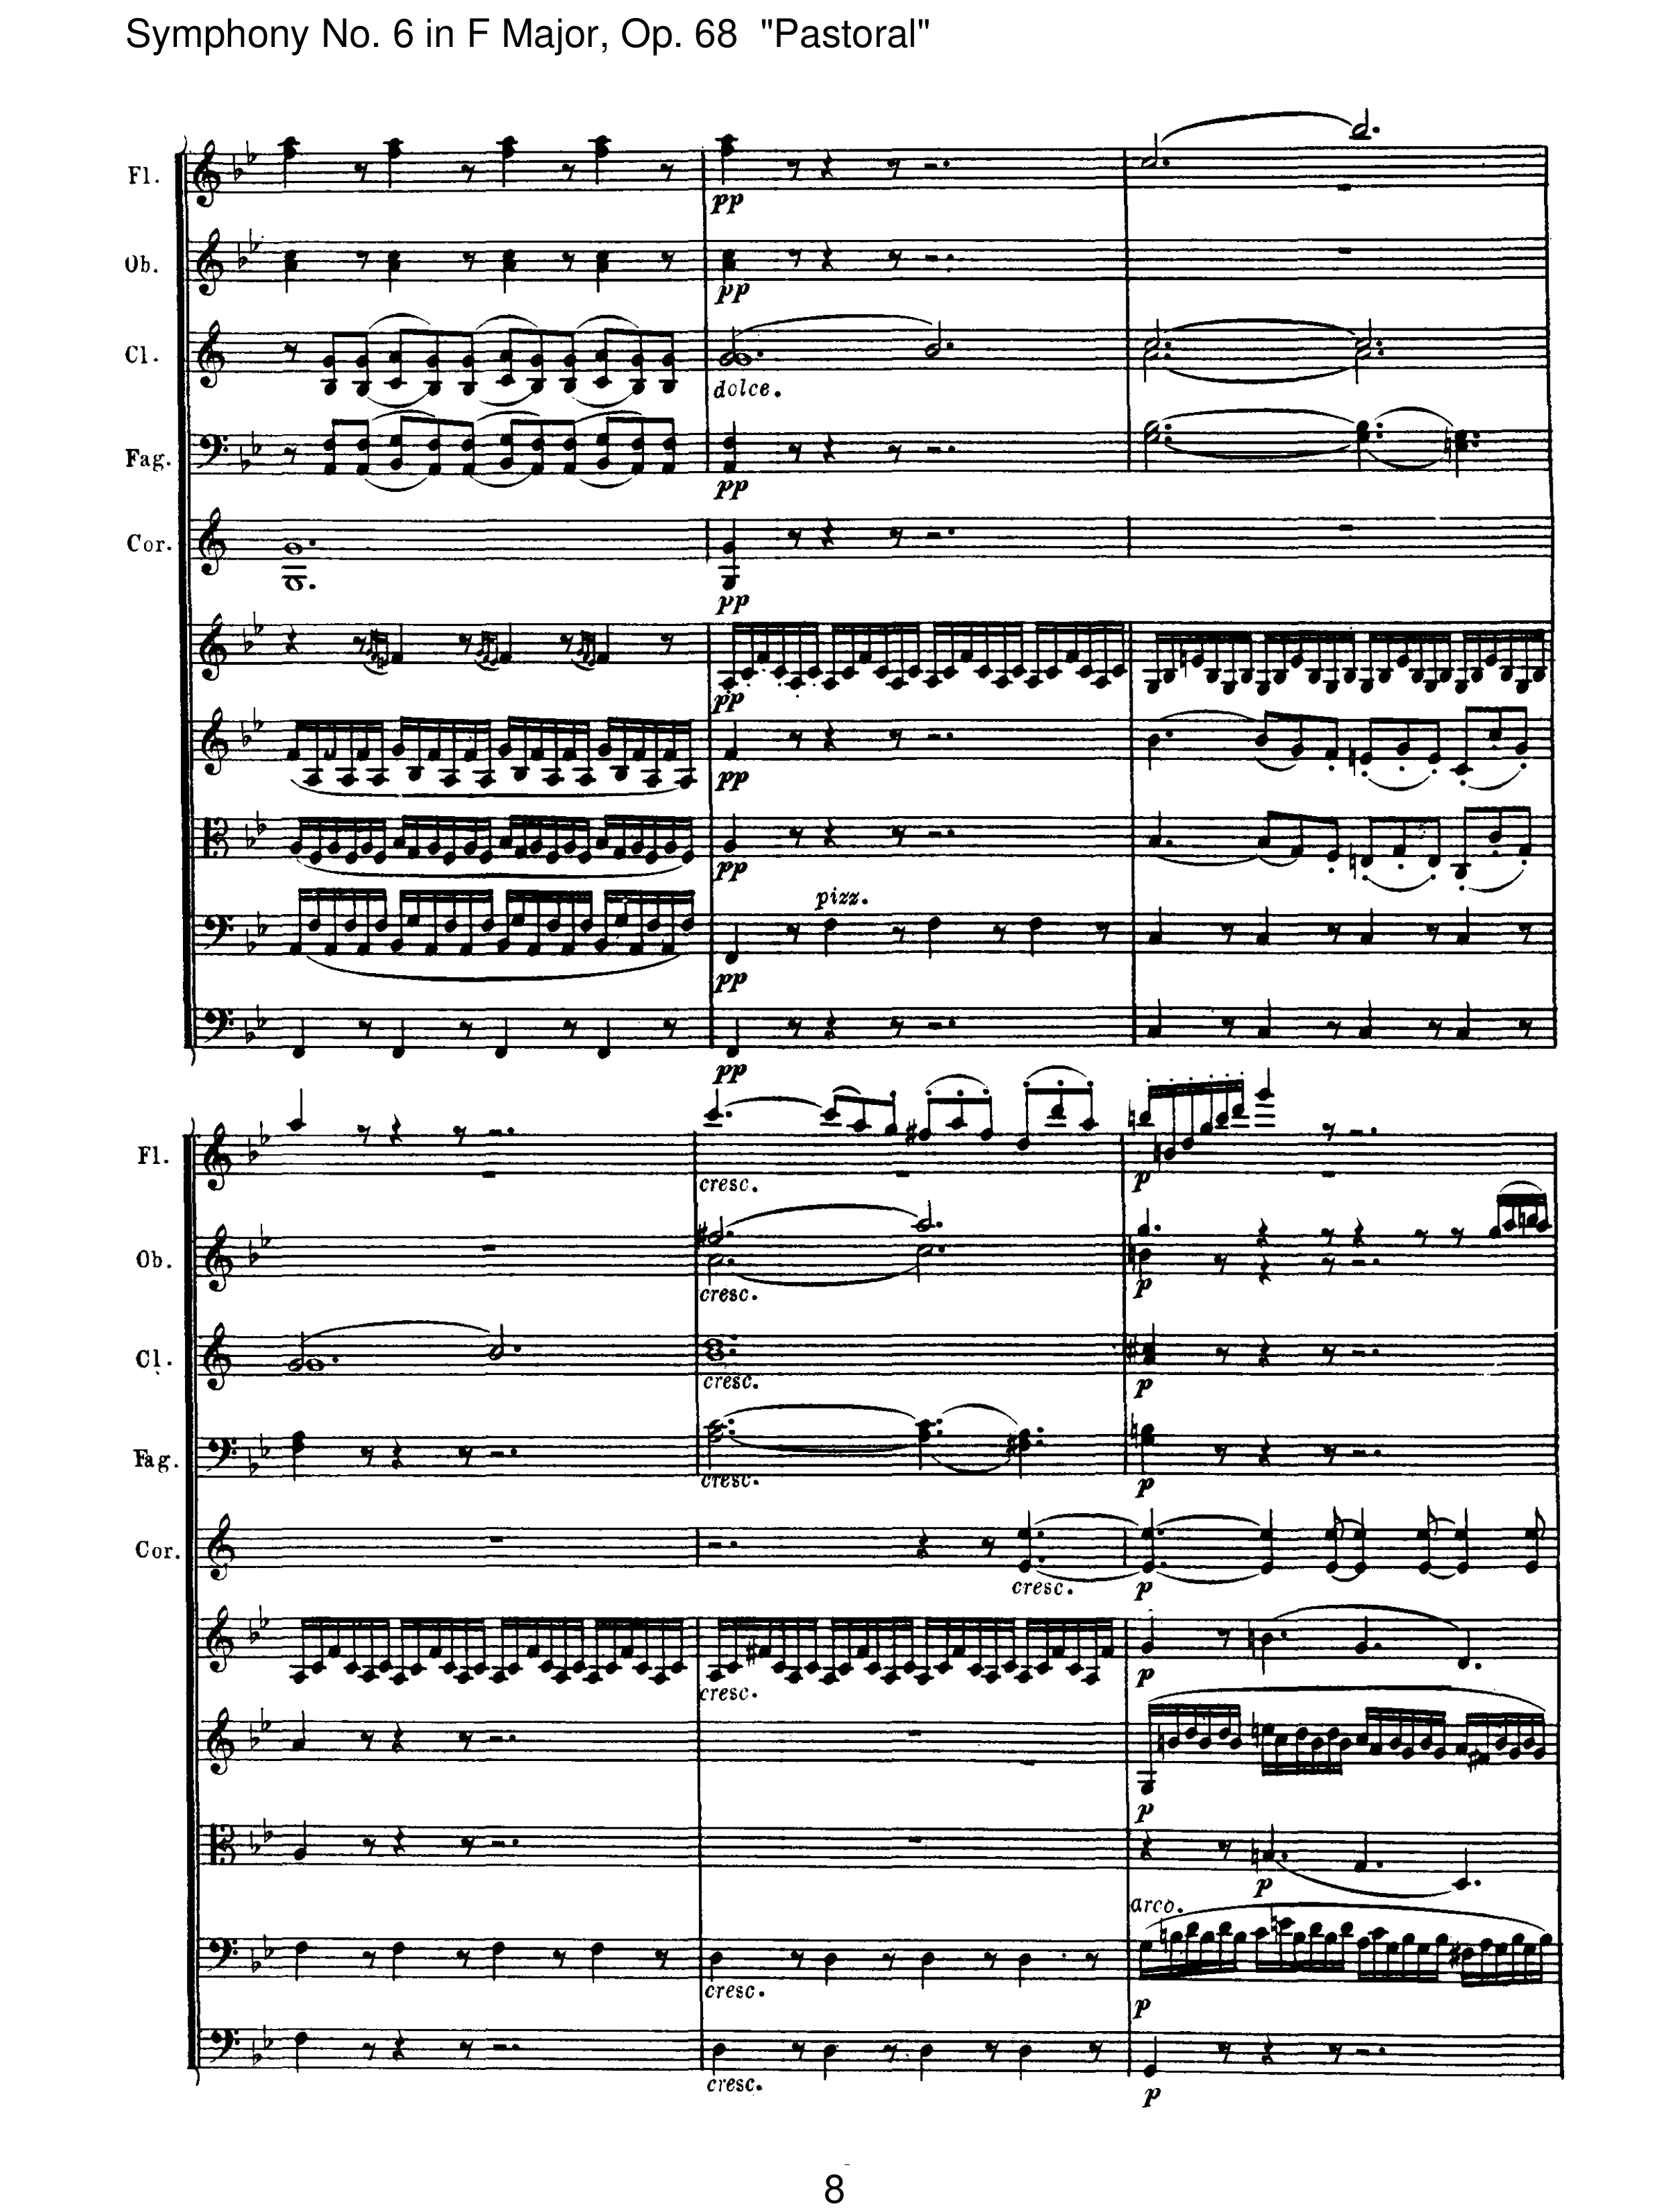 Symphony No. 6 in F Major, Op. 68 "Pastoral"
Fl.
pp
Ob.
pp
Cl.
dolce.
Fag.
pp
Cor.
pp
pp
pp
pp
pizz.
pp
pp
Fl.
cresc.
p
Ob.
cresc.
p
Cl.
cresc.
p
Fag.
cresc.
p
Cor.
cresc.
p
cresc.
p
p
p
arco.
cresc.
p
cresc.
p
8